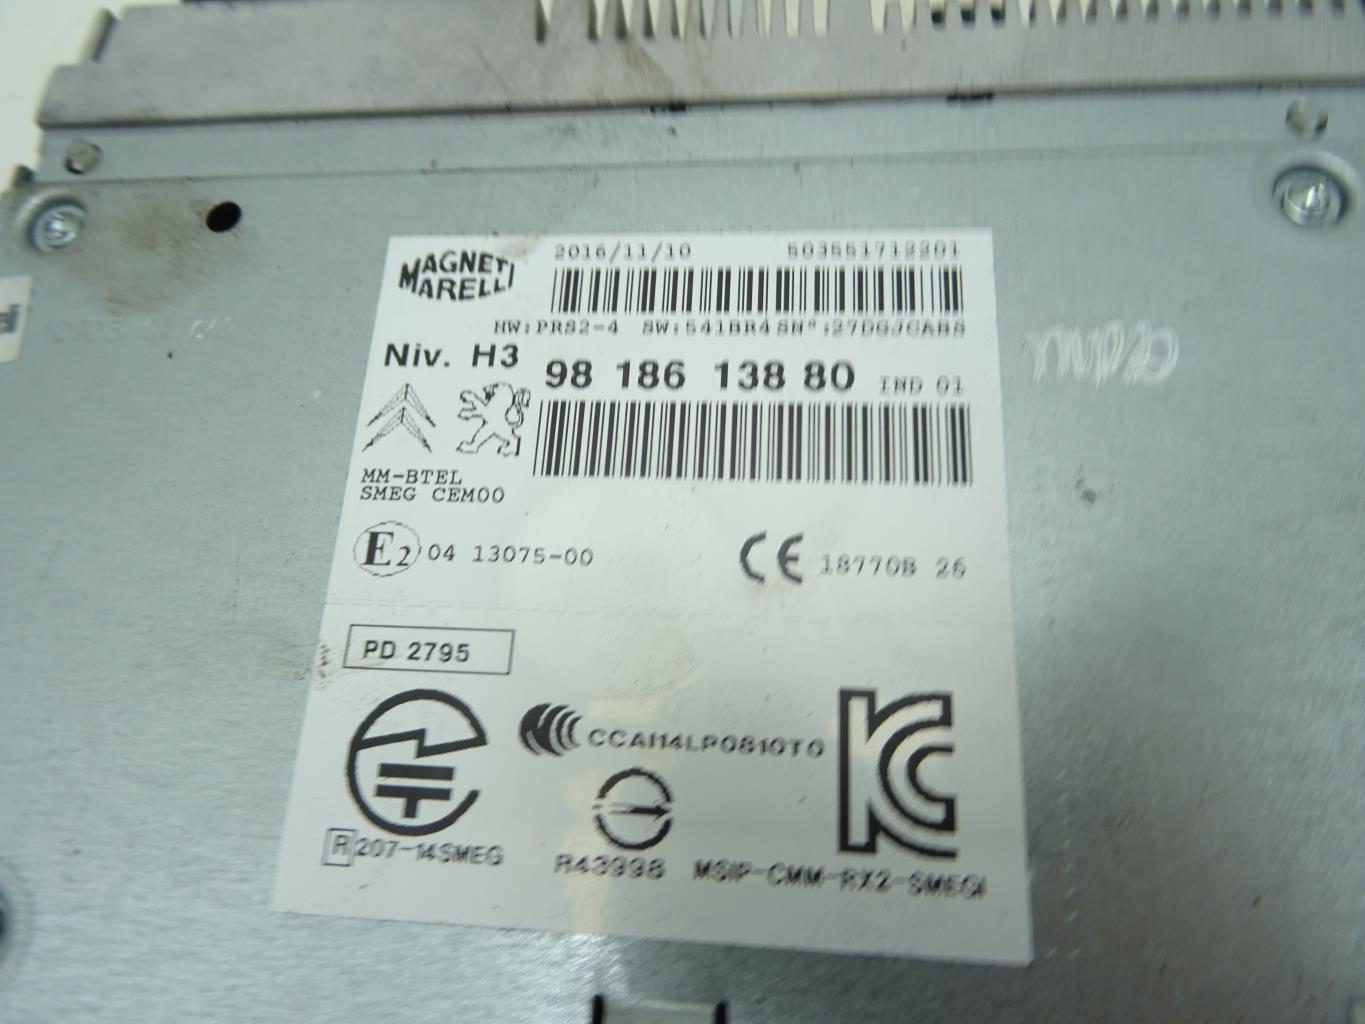 MAGNETI MARELLI
2016/11/10 503551712201
HW:PRS2-4 SW:541BR4 SN°:27DGJCABS
Niv. H3 98 186 138 80 IND 01
MM-BTEL
SMEG CEM00
E2 04 13075-00
CE 18770B 26
PD 2795
CCAI14LP0810T0
R 207-14SMEG
R43998
MSIP-CMM-RX2-SMEGI